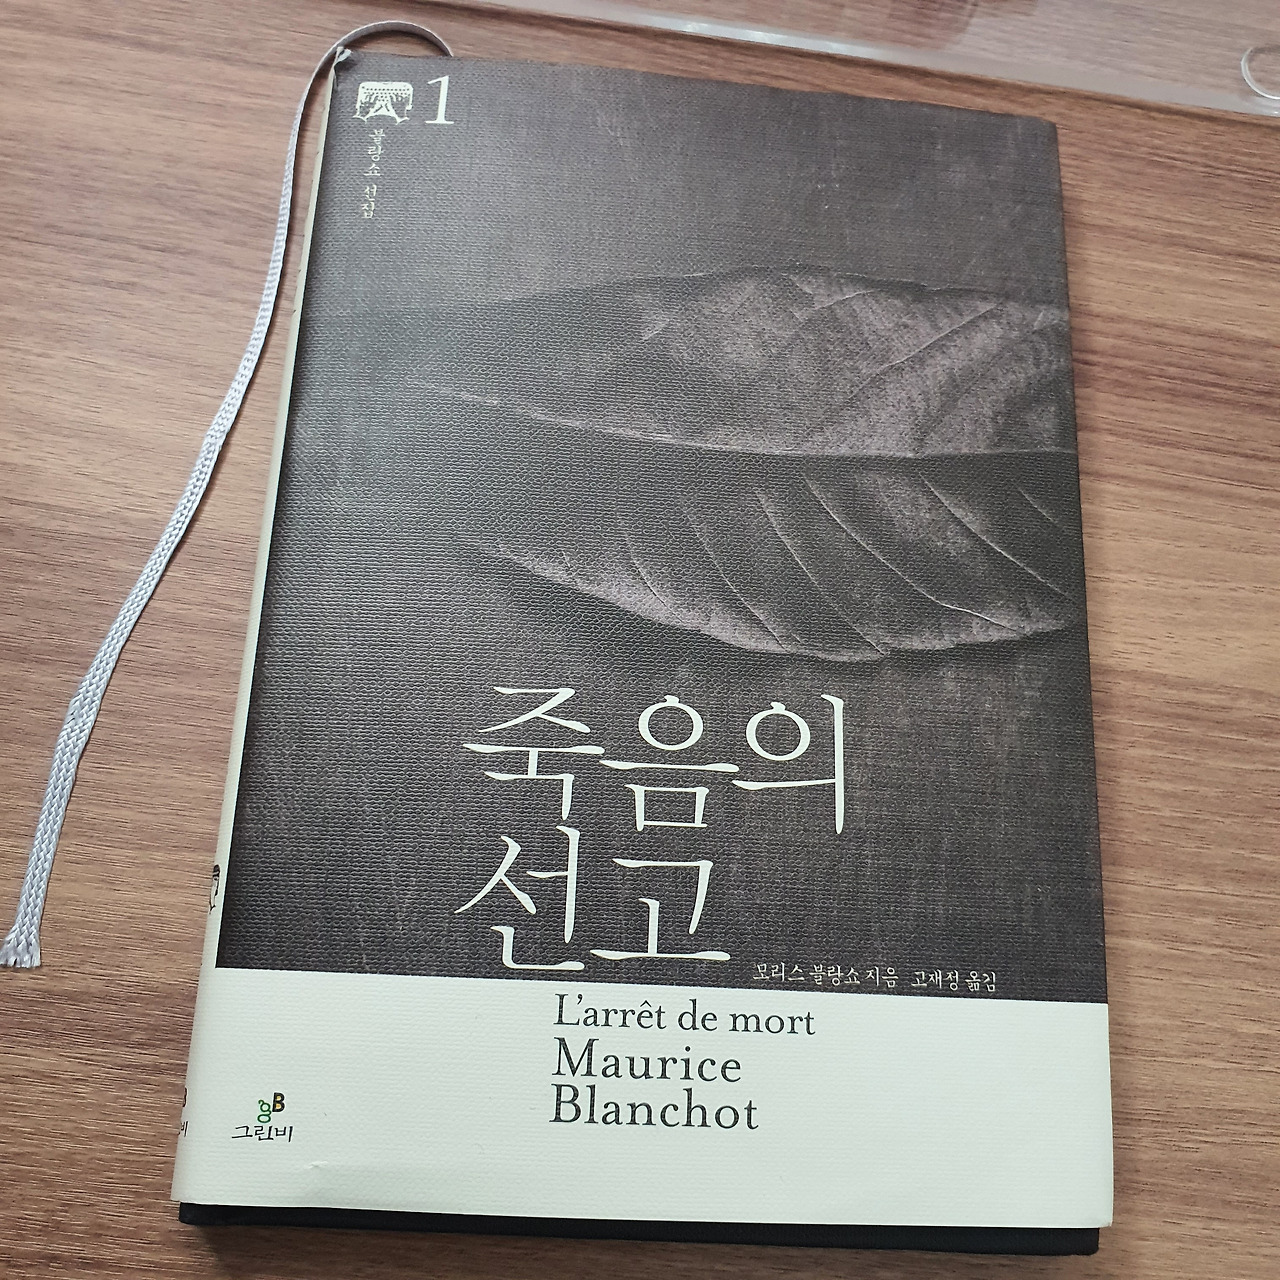 1
블랑쇼 선집
죽음의
선고
모리스 블랑쇼 지음 고재정 옮김
L'arrêt de mort
Maurice
Blanchot
gB
그린비